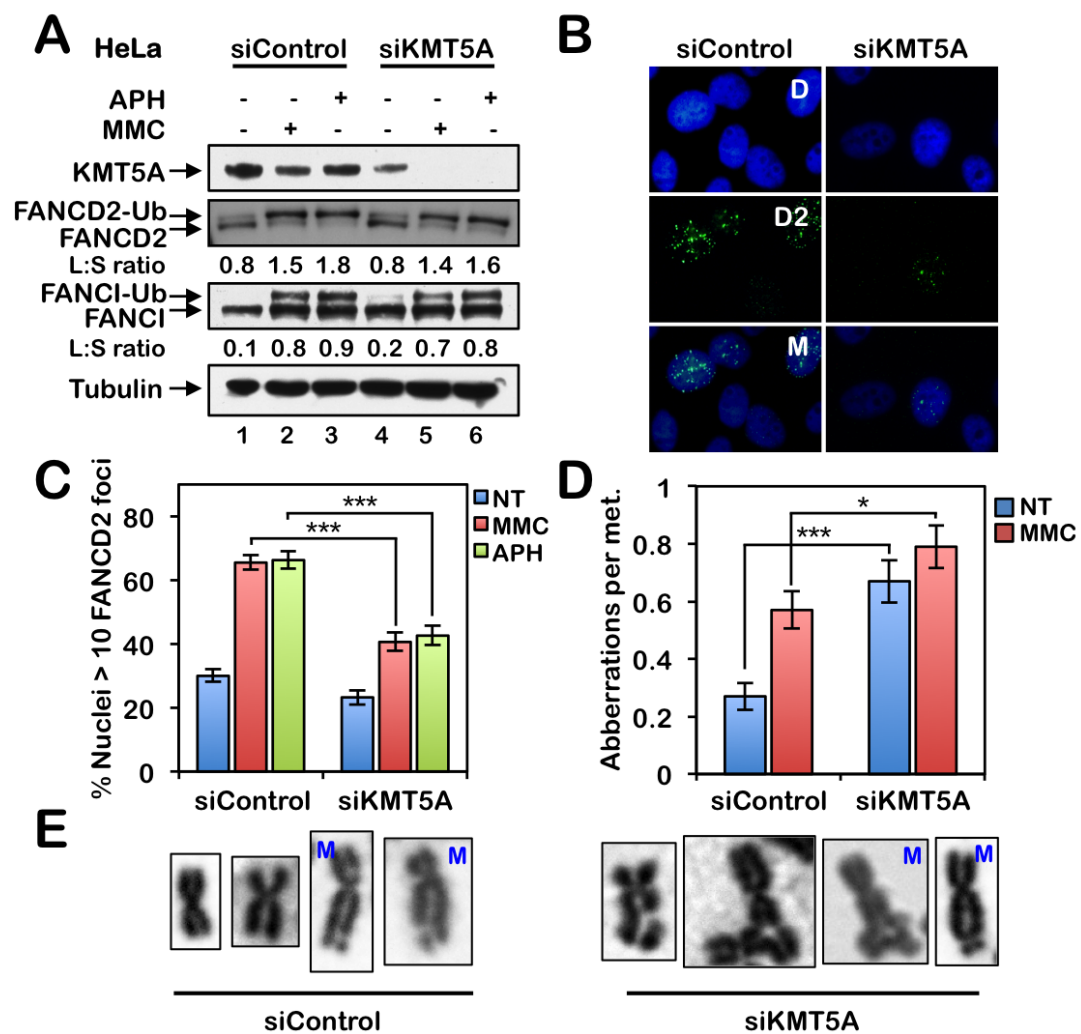 A
HeLa
siControl siKMT5A
APH - - + - - +
MMC - + - - + -
KMT5A
FANCD2-Ub
FANCD2
L:S ratio 0.8 1.5 1.8 0.8 1.4 1.6
FANCI-Ub
FANCI
L:S ratio 0.1 0.8 0.9 0.2 0.7 0.8
Tubulin
1 2 3 4 5 6
B
siControl siKMT5A
D
D2
M
C
% Nuclei > 10 FANCD2 foci
80
60
40
20
0
***
***
NT
MMC
APH
siControl siKMT5A
D
Abberrations per met.
1
0.8
0.6
0.4
0.2
0
*
***
NT
MMC
siControl siKMT5A
E
M M M M
siControl siKMT5A